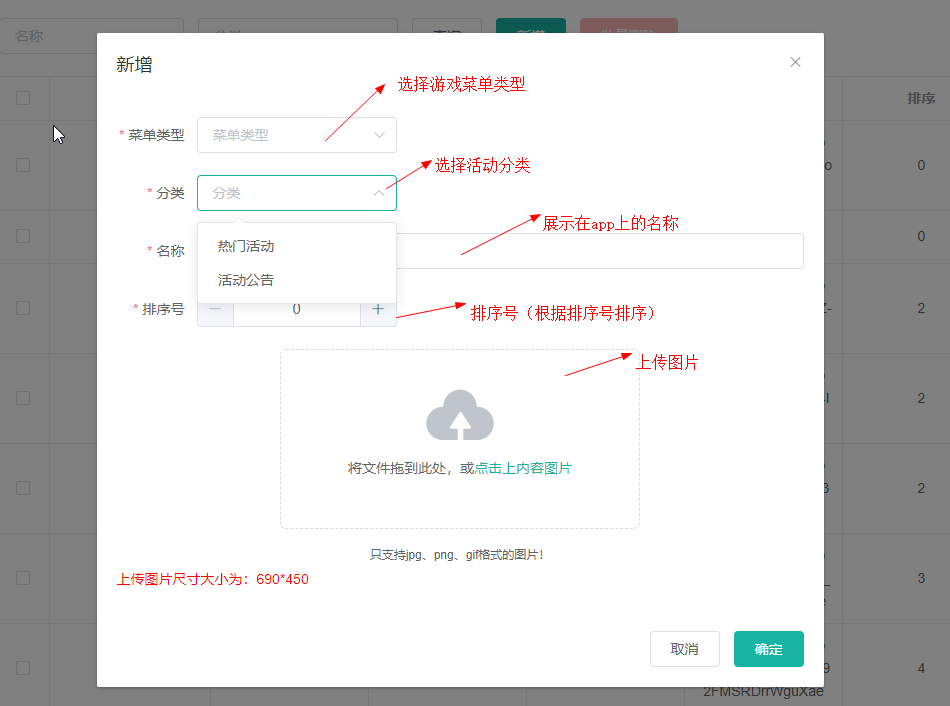 名称
新增
选择游戏菜单类型
* 菜单类型 菜单类型
选择活动分类
* 分类 分类
展示在app上的名称
* 名称
热门活动
活动公告
* 排序号 0
排序号（根据排序号排序）
上传图片
将文件拖到此处，或点击上内容图片
只支持jpg、png、gif格式的图片!
上传图片尺寸大小为：690*450
取消 确定
排序
0
0
2
2
2
3
4
2FMSRDrrWguXae